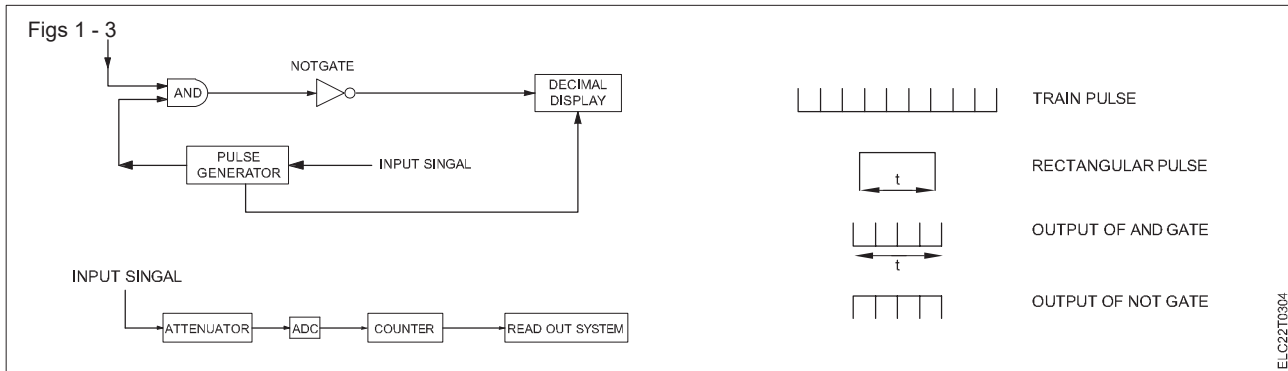 Figs 1 - 3
NOTGATE
AND
DECIMAL
DISPLAY
PULSE
GENERATOR
INPUT SINGAL
INPUT SINGAL
ATTENUATOR
ADC
COUNTER
READ OUT SYSTEM
TRAIN PULSE
t
RECTANGULAR PULSE
OUTPUT OF AND GATE
t
OUTPUT OF NOT GATE
ELC22T0304